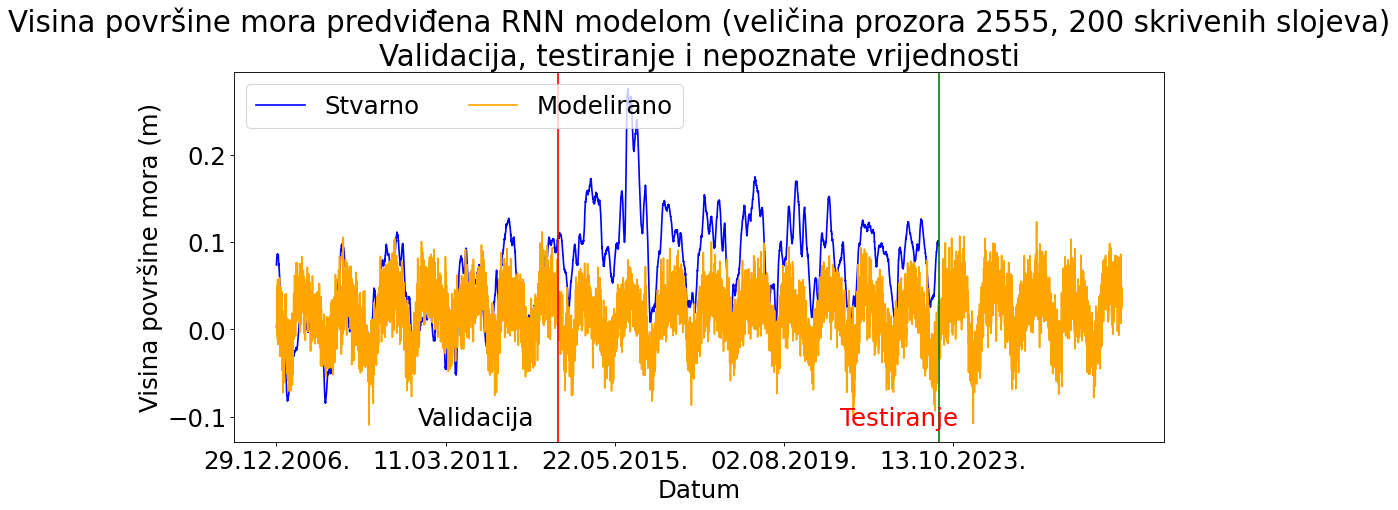 Visina površine mora predviđena RNN modelom (veličina prozora 2555, 200 skrivenih slojeva)
Validacija, testiranje i nepoznate vrijednosti
Stvarno
Modelirano
Visina površine mora (m)
0.2
0.1
0.0
−0.1
Validacija
Testiranje
29.12.2006.
11.03.2011.
22.05.2015.
02.08.2019.
13.10.2023.
Datum